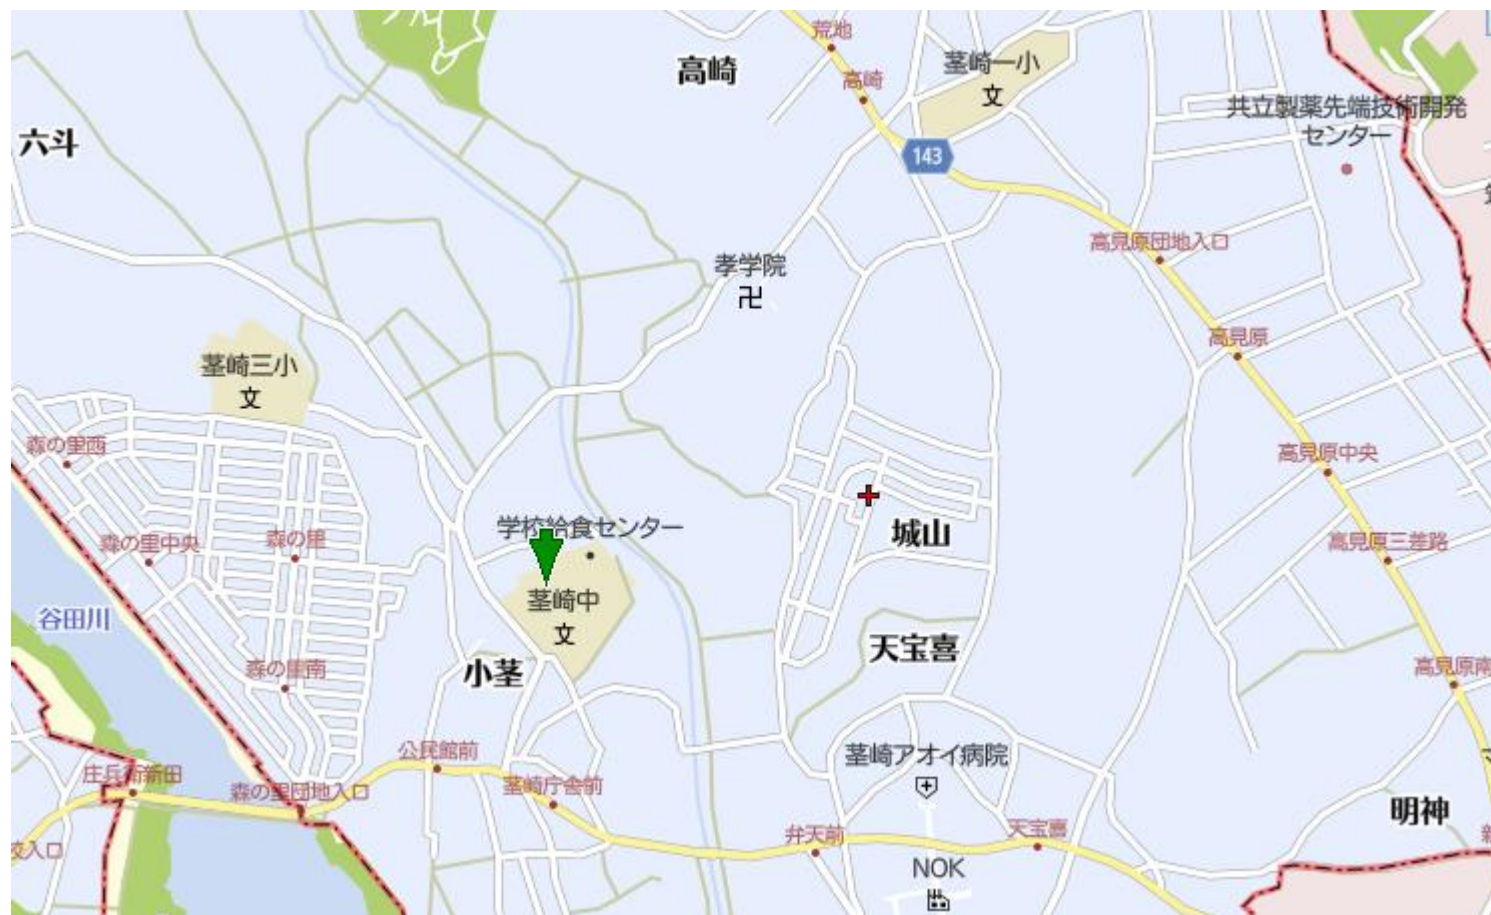 荒地
高崎
茎崎一小
文
高崎
共立製薬先端技術開発
センター
六斗
143
高見原団地入口
孝学院
卍
高見原
茎崎三小
文
森の里西
高見原中央
学校給食センター
城山
森の里中央
森の里
高見原三差路
茎崎中
文
谷田川
天宝喜
小茎
森の里南
高見原南
公民館前
茎崎アオイ病院
庄兵衛新田
森の里団地入口
茎崎庁舎前
明神
弁天前
天宝喜
校入口
NOK